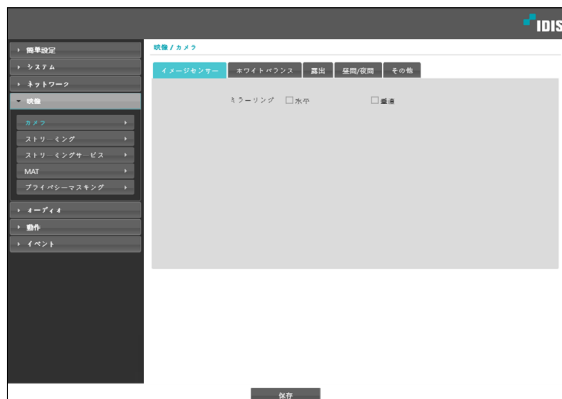 IDIS
簡単設定
システム
ネットワーク
映像
カメラ
ストリーミング
ストリーミングサービス
MAT
プライバシーマスキング
オーディオ
動作
イベント
映像 / カメラ
イメージセンサー ホワイトバランス 露出 昼間/夜間 その他
ミラーリング 水平 垂直
保存